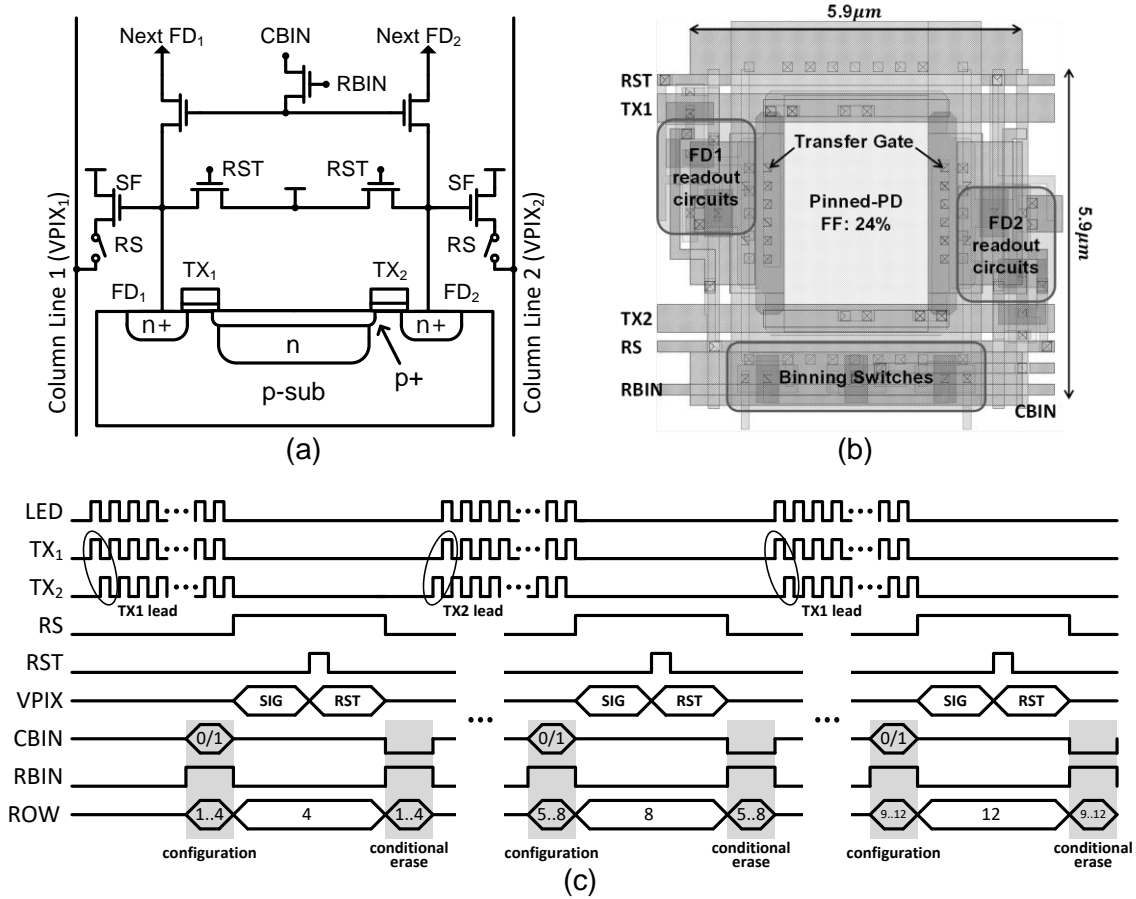 Next FD1
CBIN
Next FD2
RBIN
RST
RST
SF
SF
RS
RS
TX1
TX2
FD1
FD2
n+
n+
n
p+
p-sub
Column Line 1 (VPIX1)
Column Line 2 (VPIX2)
(a)
5.9µm
RST
TX1
FD1
readout
circuits
Transfer Gate
Pinned-PD
FF: 24%
FD2
readout
circuits
5.9µm
TX2
RS
RBIN
Binning Switches
CBIN
(b)
LED
TX1
TX2
TX1 lead
TX2 lead
TX1 lead
RS
RST
VPIX
SIG RST
SIG RST
SIG RST
CBIN
0/1
0/1
0/1
RBIN
ROW
1..4 4 1..4
5..8 8 5..8
9..12 12 9..12
configuration
conditional
erase
configuration
conditional
erase
configuration
conditional
erase
(c)